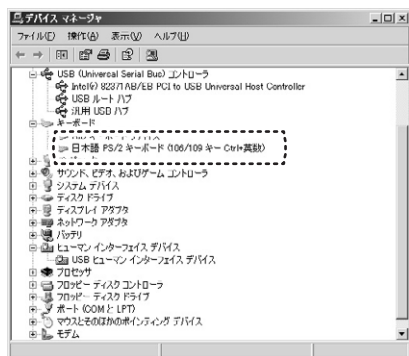 デバイス マネージャ
ファイル(F) 操作(A) 表示(V) ヘルプ(H)
USB (Universal Serial Bus) コントローラ
Intel(r) 82371AB/EB PCI to USB Universal Host Controller
USB ルート ハブ
汎用 USB ハブ
キーボード
日本語 PS/2 キーボード (106/109 キー Ctrl+英数)
サウンド、ビデオ、およびゲーム コントローラ
システム デバイス
ディスク ドライブ
ディスプレイ アダプタ
ネットワーク アダプタ
バッテリ
ヒューマン インターフェイス デバイス
USB ヒューマン インターフェイス デバイス
プロセッサ
フロッピー ディスク コントローラ
フロッピー ディスク ドライブ
ポート (COM と LPT)
マウスとそのほかのポインティング デバイス
モデム